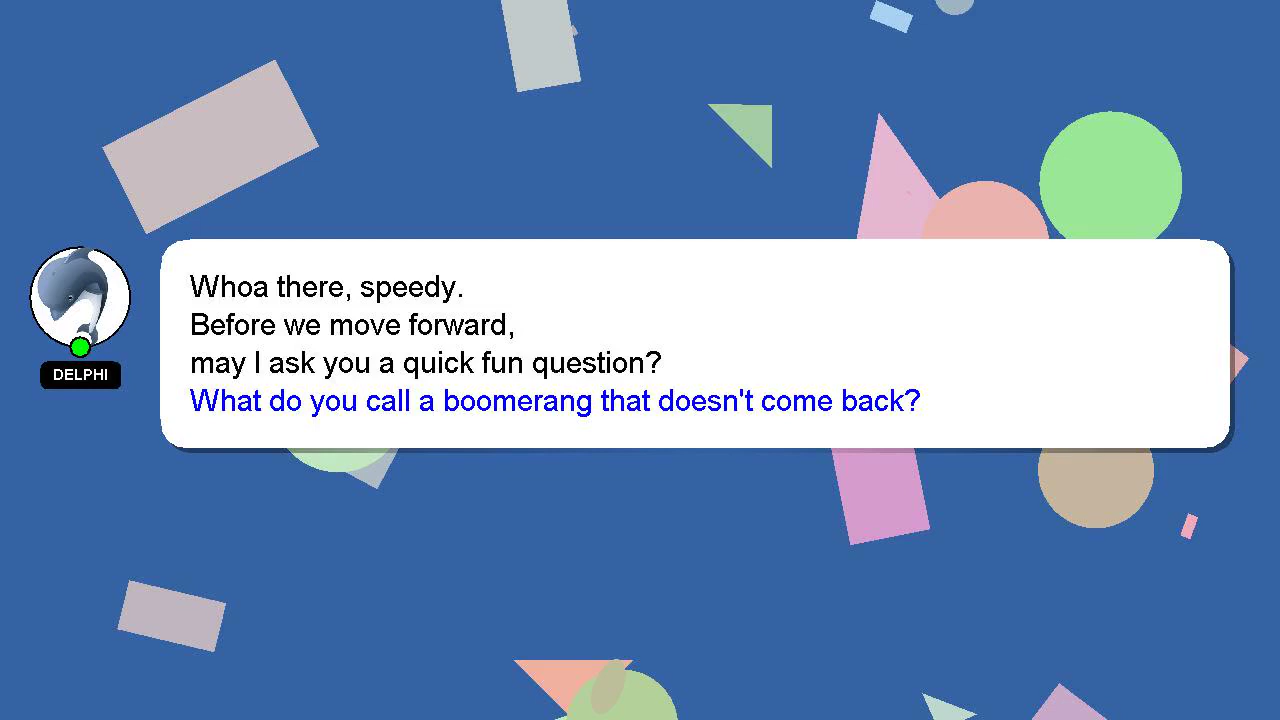 Whoa there, speedy.
Before we move forward,
may I ask you a quick fun question?
What do you call a boomerang that doesn't come back?
DELPHI